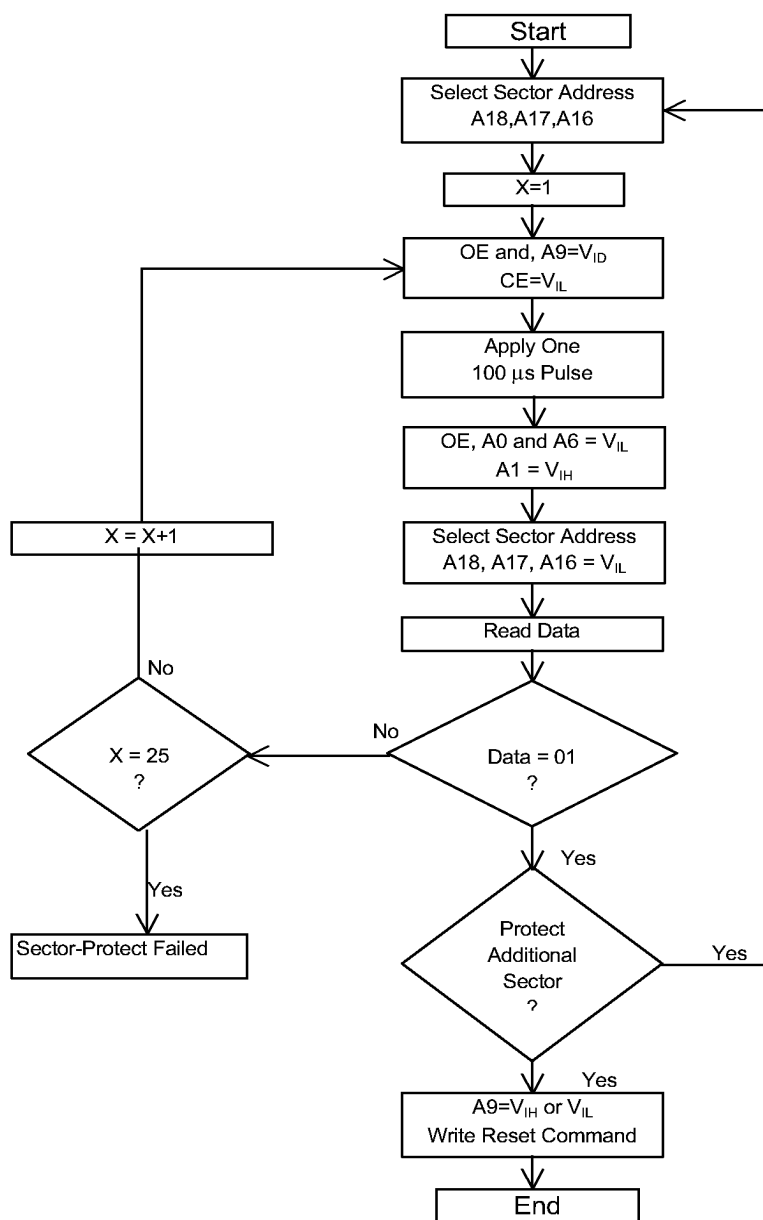 Start
Select Sector Address
A18,A17,A16
X=1
OE and, A9=VID
CE=VIL
Apply One
100 μs Pulse
OE, A0 and A6 = VIL
A1 = VIH
X = X+1
Select Sector Address
A18, A17, A16 = VIL
Read Data
No
X = 25
?
No
Data = 01
?
Yes
Yes
Sector-Protect Failed
Protect
Additional
Sector
?
Yes
Yes
A9=VIH or VIL
Write Reset Command
End